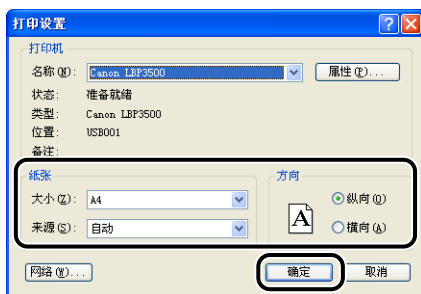 打印设置
打印机
名称(N): Canon LBP3500 属性(P)...
状态: 准备就绪
类型: Canon LBP3500
位置: USB001
备注:
纸张
大小(Z): A4
来源(S): 自动
方向
A
纵向(O)
横向(A)
网络(W)... 确定 取消